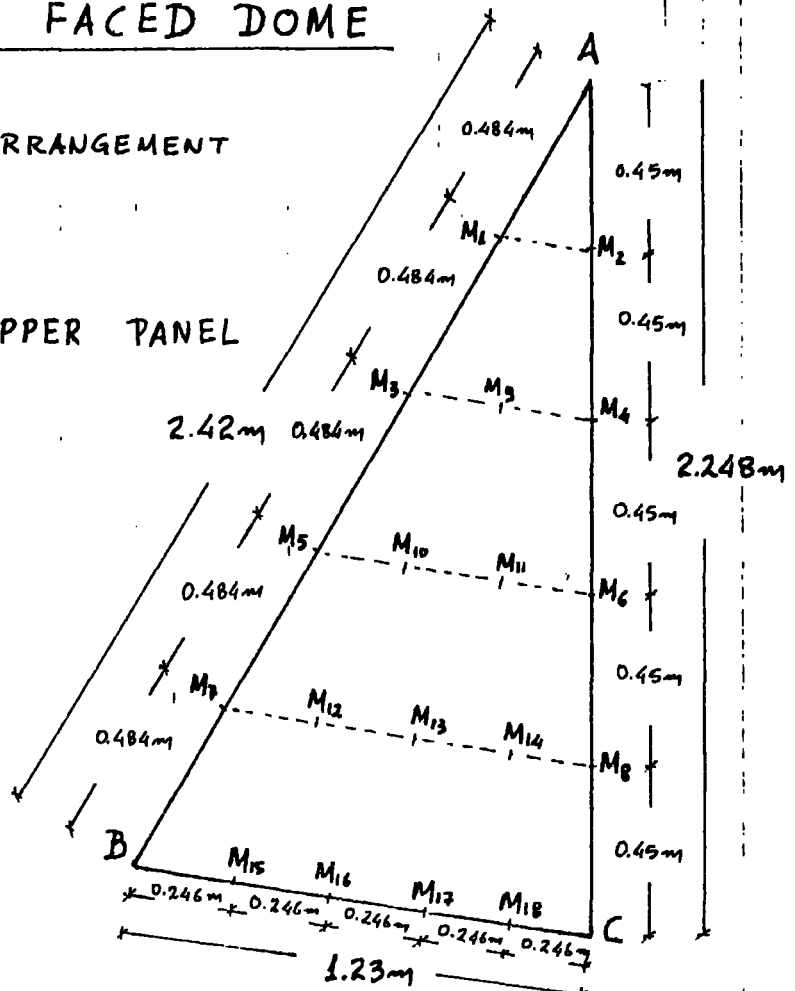 FACED DOME
A
RRANGEMENT
0.484m
0.45m
M1
M2
0.484m
0.45m
PPER PANEL
M3
M9
M4
2.42m
0.484m
2.248m
0.45m
M5
M10
M11
M6
0.484m
0.45m
M7
M12
M13
M14
M8
0.484m
0.45m
B
M15
M16
M17
M18
C
0.246m
0.246m
0.246m
0.246m
0.246m
1.23m